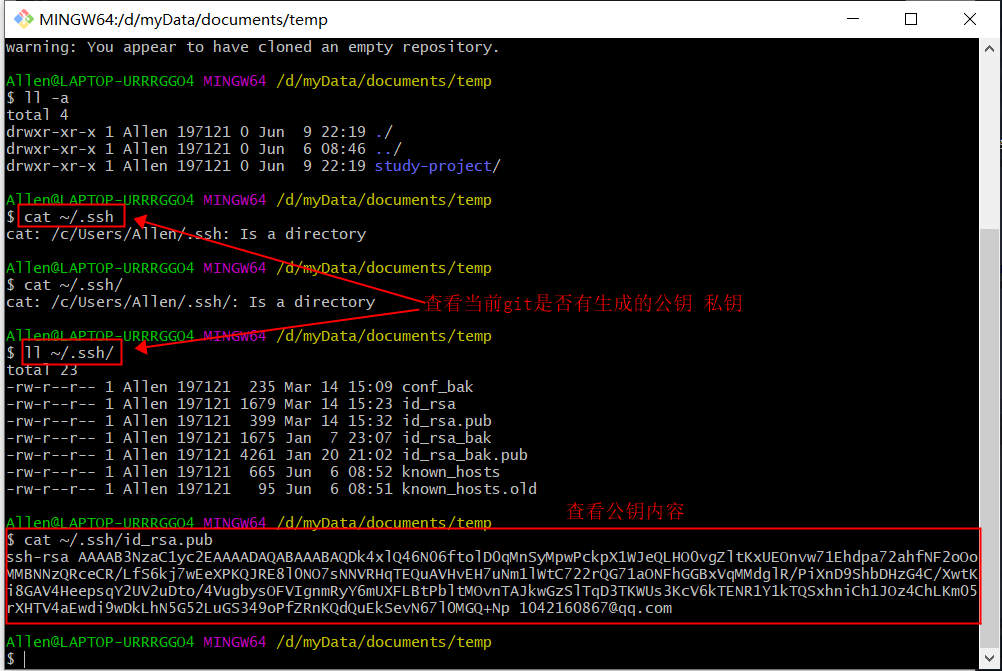 MINGW64:/d/myData/documents/temp
warning: You appear to have cloned an empty repository.
Allen@LAPTOP-URRRGGO4 MINGW64 /d/myData/documents/temp
$ ll -a
total 4
drwxr-xr-x 1 Allen 197121 0 Jun  9 22:19 ./
drwxr-xr-x 1 Allen 197121 0 Jun  6 08:46 ../
drwxr-xr-x 1 Allen 197121 0 Jun  9 22:19 study-project/
Allen@LAPTOP-URRRGGO4 MINGW64 /d/myData/documents/temp
$ cat ~/.ssh
cat: /c/Users/Allen/.ssh: Is a directory
Allen@LAPTOP-URRRGGO4 MINGW64 /d/myData/documents/temp
$ cat ~/.ssh/
cat: /c/Users/Allen/.ssh/: Is a directory
查看当前git是否有生成的公钥 私钥
Allen@LAPTOP-URRRGGO4 MINGW64 /d/myData/documents/temp
$ ll ~/.ssh/
total 23
-rw-r--r-- 1 Allen 197121  235 Mar 14 15:09 conf_bak
-rw-r--r-- 1 Allen 197121 1679 Mar 14 15:23 id_rsa
-rw-r--r-- 1 Allen 197121  399 Mar 14 15:32 id_rsa.pub
-rw-r--r-- 1 Allen 197121 1675 Jan  7 23:07 id_rsa_bak
-rw-r--r-- 1 Allen 197121 4261 Jan 20 21:02 id_rsa_bak.pub
-rw-r--r-- 1 Allen 197121  665 Jun  6 08:52 known_hosts
-rw-r--r-- 1 Allen 197121   95 Jun  6 08:51 known_hosts.old
查看公钥内容
Allen@LAPTOP-URRRGGO4 MINGW64 /d/myData/documents/temp
$ cat ~/.ssh/id_rsa.pub
ssh-rsa AAAAB3NzaC1yc2EAAAADAQABAAABAQDk4xlQ46N06ftolDOqMnSyMpwPckpX1WJeQLHOOvgZltKxUEOnvw71Ehdpa72ahfNF2oOo
MMBNNzQRceCR/LfS6kj7wEeXPKQJRE8lONO7sNNVRHqTEQuAVHvEH7uNm1lWtC722rQG71aONFhGGBxVqMMdglR/PiXnD9ShbDHzG4C/XwtK
i8GAV4HeepsqY2UV2uDto/4VugbysOFVIgnmRyY6mUXFLBtPbltMOvnTAJkwGzSlTqD3TKWUs3KcV6kTENR1Y1kTQSxhniCh1JOz4ChLKmO5
rXHTV4aEwdi9wDkLhN5G52LuGS349oPfZRnKQdQuEkSevN67lOMGQ+Np 1042160867@qq.com
Allen@LAPTOP-URRRGGO4 MINGW64 /d/myData/documents/temp
$